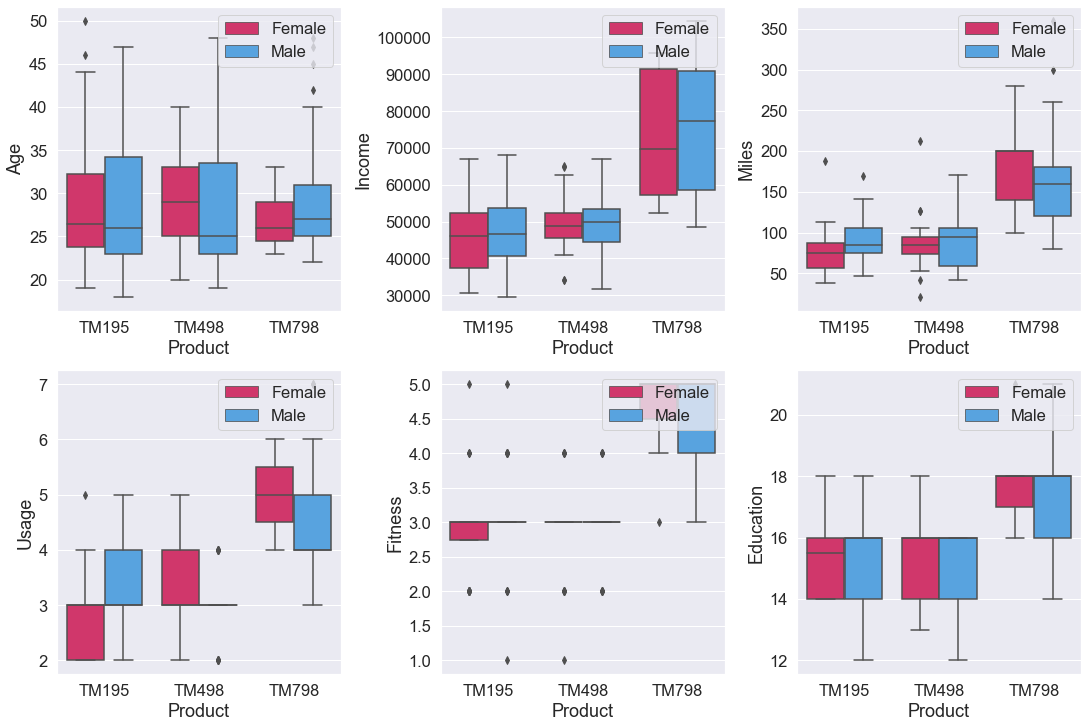 50
45
40
35
30
25
20
Age
TM195 TM498 TM798
Product
Female
Male
100000
90000
80000
70000
60000
50000
40000
30000
Income
TM195 TM498 TM798
Product
Female
Male
350
300
250
200
150
100
50
Miles
TM195 TM498 TM798
Product
Female
Male
7
6
5
4
3
2
Usage
TM195 TM498 TM798
Product
Female
Male
5.0
4.5
4.0
3.5
3.0
2.5
2.0
1.5
1.0
Fitness
TM195 TM498 TM798
Product
Female
Male
20
18
16
14
12
Education
TM195 TM498 TM798
Product
Female
Male